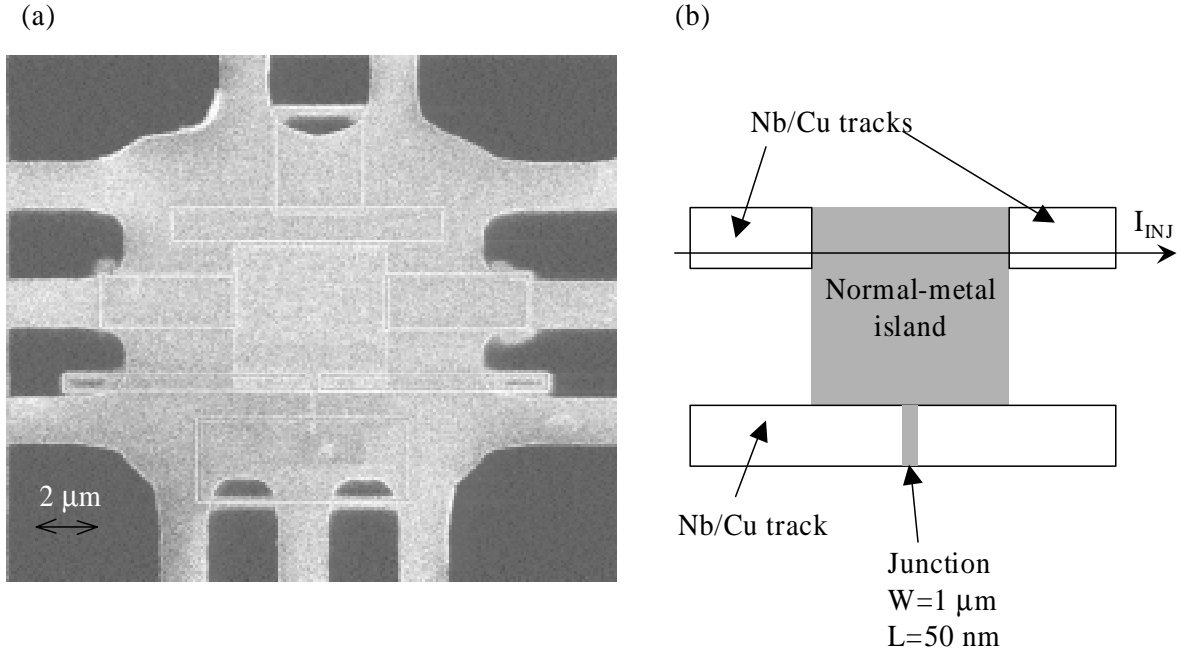 (a)
(b)
2 μm
Nb/Cu tracks
I_INJ
Normal-metal
island
Nb/Cu track
Junction
W=1 μm
L=50 nm